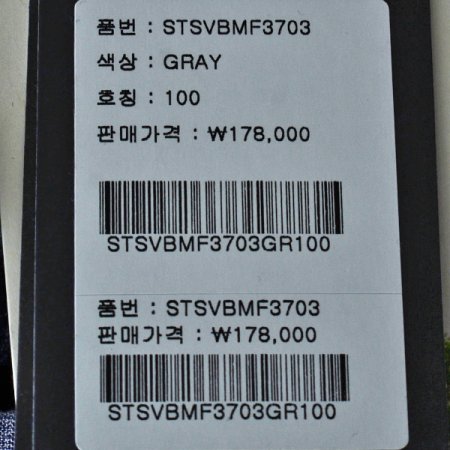 품번 : STSVBMF3703
색상 : GRAY
호칭 : 100
판매가격 : ₩178,000
STSVBMF3703GR100
품번 : STSVBMF3703
판매가격 : ₩178,000
STSVBMF3703GR100